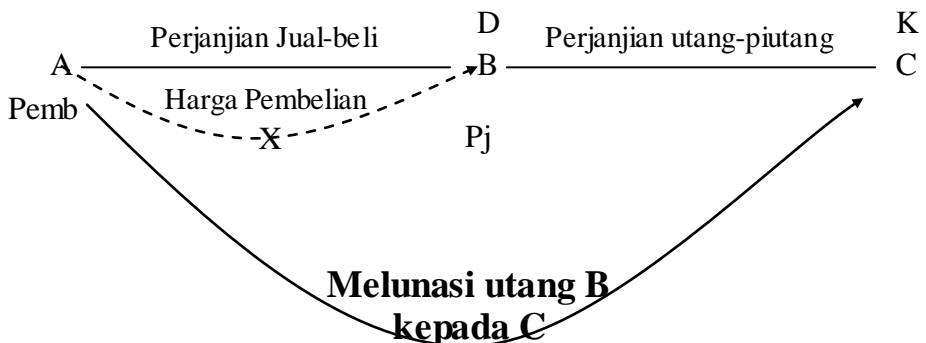 D K
Perjanjian Jual-beli Perjanjian utang-piutang
A B C
Harga Pembelian
Pemb
X Pj
Melunasi utang B
kepada C